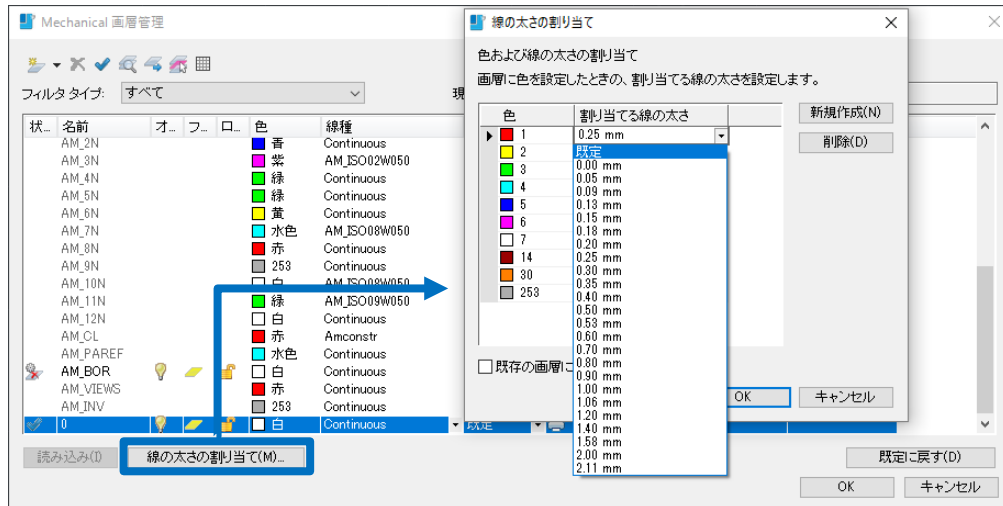 Mechanical 画層管理
フィルタ タイプ: すべて 現
状... 名前 オ... フ... ロ... 色 線種
AM_2N 青 Continuous
AM_3N 紫 AM_ISO02W050
AM_4N 緑 Continuous
AM_5N 緑 Continuous
AM_6N 黄 Continuous
AM_7N 水色 AM_ISO08W050
AM_8N 赤 Continuous
AM_9N 253 Continuous
AM_10N 白 AM_ISO08W050
AM_11N 緑 AM_ISO09W050
AM_12N 白 Continuous
AM_CL 赤 Amconstr
AM_PAREF 水色 Continuous
AM_BOR 白 Continuous
AM_VIEWS 赤 Continuous
AM_INV 253 Continuous
0 白 Continuous 既定
読み込み(I) 線の太さの割り当て(M)... 既定に戻す(D)
OK キャンセル
線の太さの割り当て
色および線の太さの割り当て
画層に色を設定したときの、割り当てる線の太さを設定します。
色 割り当てる線の太さ
新規作成(N)
削除(D)
1 0.25 mm
2
3
4
5
6
7
14
30
253
既定
0.00 mm
0.05 mm
0.09 mm
0.13 mm
0.15 mm
0.18 mm
0.20 mm
0.25 mm
0.30 mm
0.35 mm
0.40 mm
0.50 mm
0.53 mm
0.60 mm
0.70 mm
0.80 mm
0.90 mm
1.00 mm
1.06 mm
1.20 mm
1.40 mm
1.58 mm
2.00 mm
2.11 mm
既存の画層に
OK キャンセル